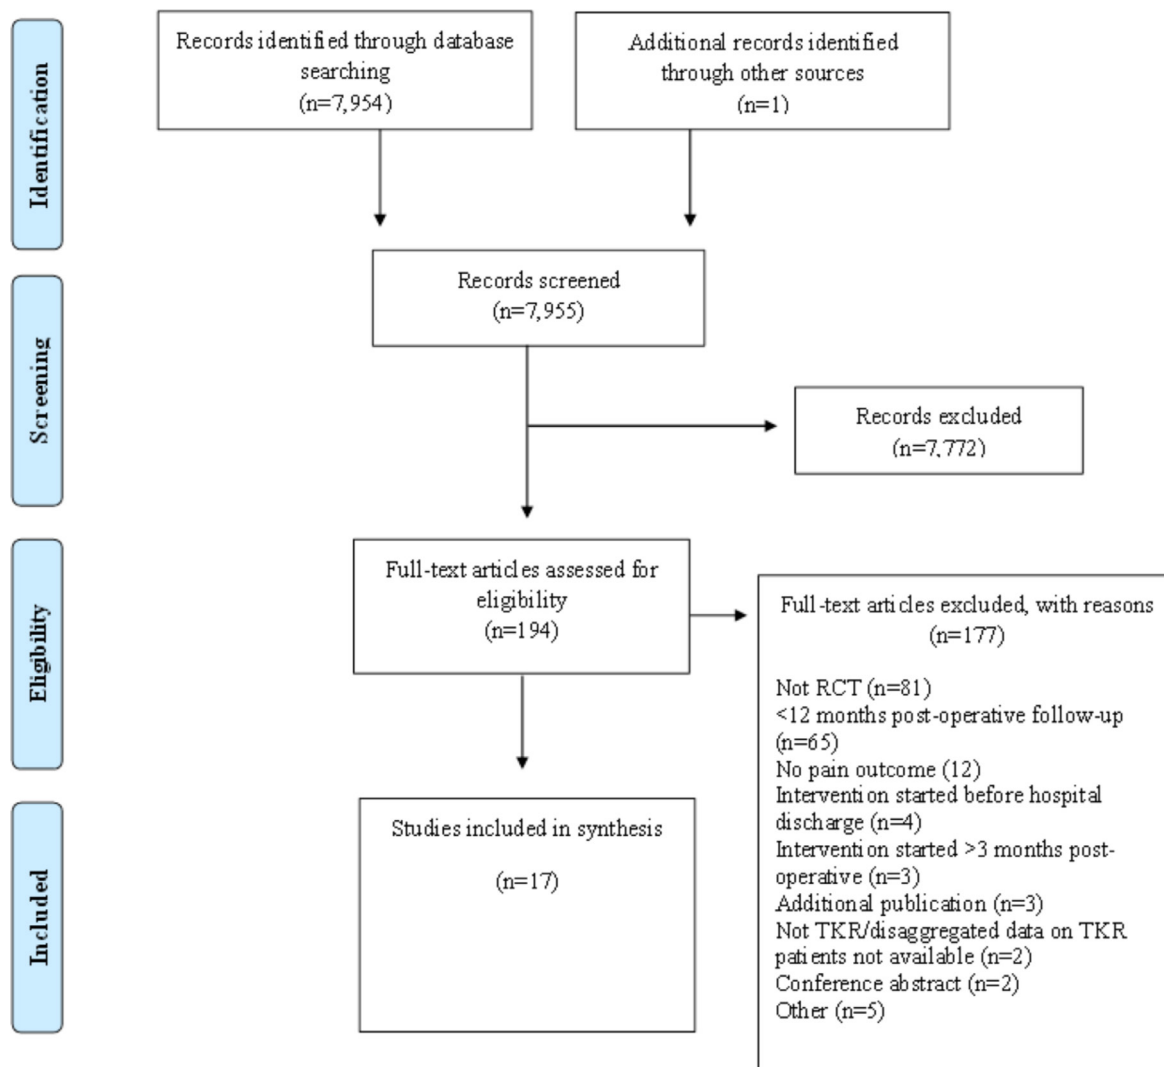 Identification
Records identified through database
searching
(n=7,954)
Additional records identified
through other sources
(n=1)
Screening
Records screened
(n=7,955)
Records excluded
(n=7,772)
Eligibility
Full-text articles assessed for
eligibility
(n=194)
Full-text articles excluded, with reasons
(n=177)
Not RCT (n=81)
<12 months post-operative follow-up
(n=65)
No pain outcome (12)
Intervention started before hospital
discharge (n=4)
Intervention started >3 months post-
operative (n=3)
Additional publication (n=3)
Not TKR/disaggregated data on TKR
patients not available (n=2)
Conference abstract (n=2)
Other (n=5)
Included
Studies included in synthesis
(n=17)